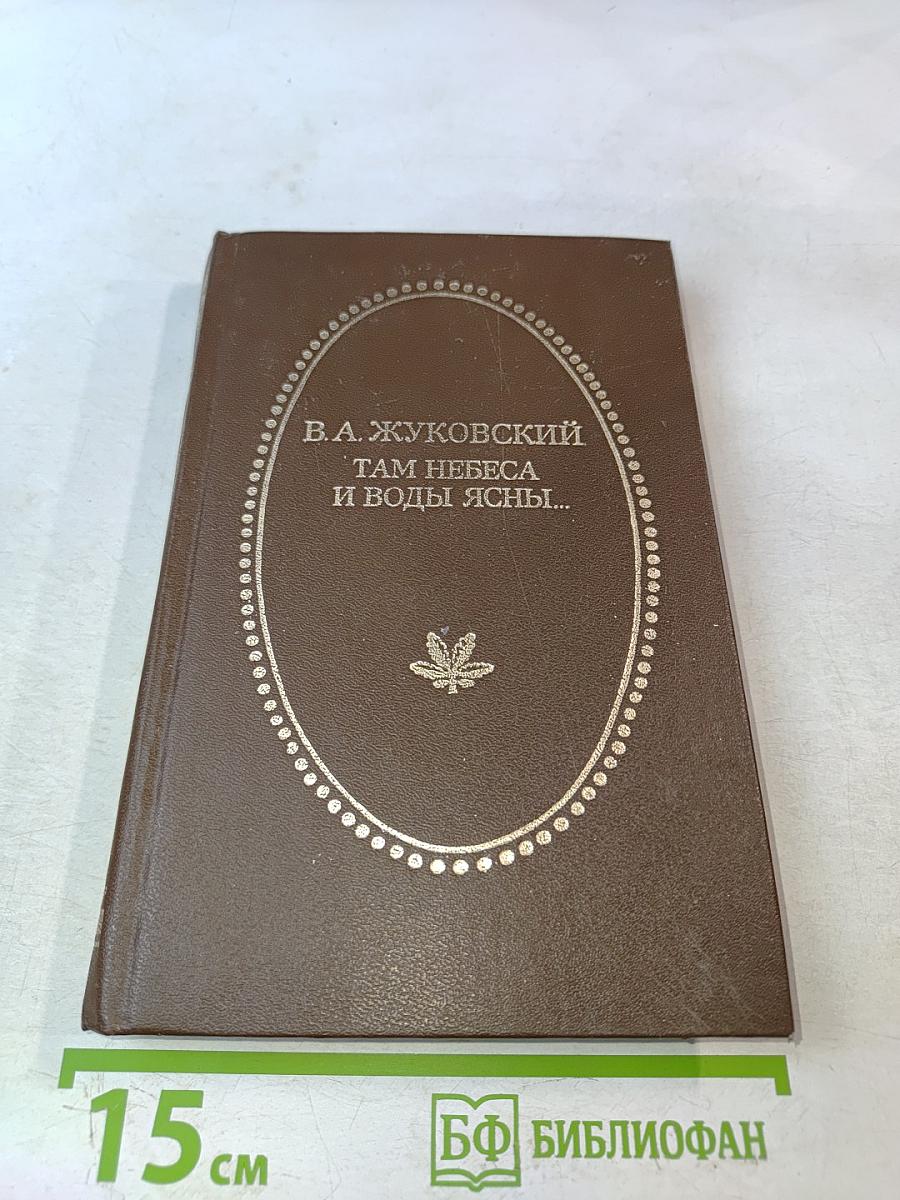 В. А. ЖУКОВСКИЙ
ТАМ НЕБЕСА
И ВОДЫ ЯСНЫ...
15 см
БФ БИБЛИОФАН